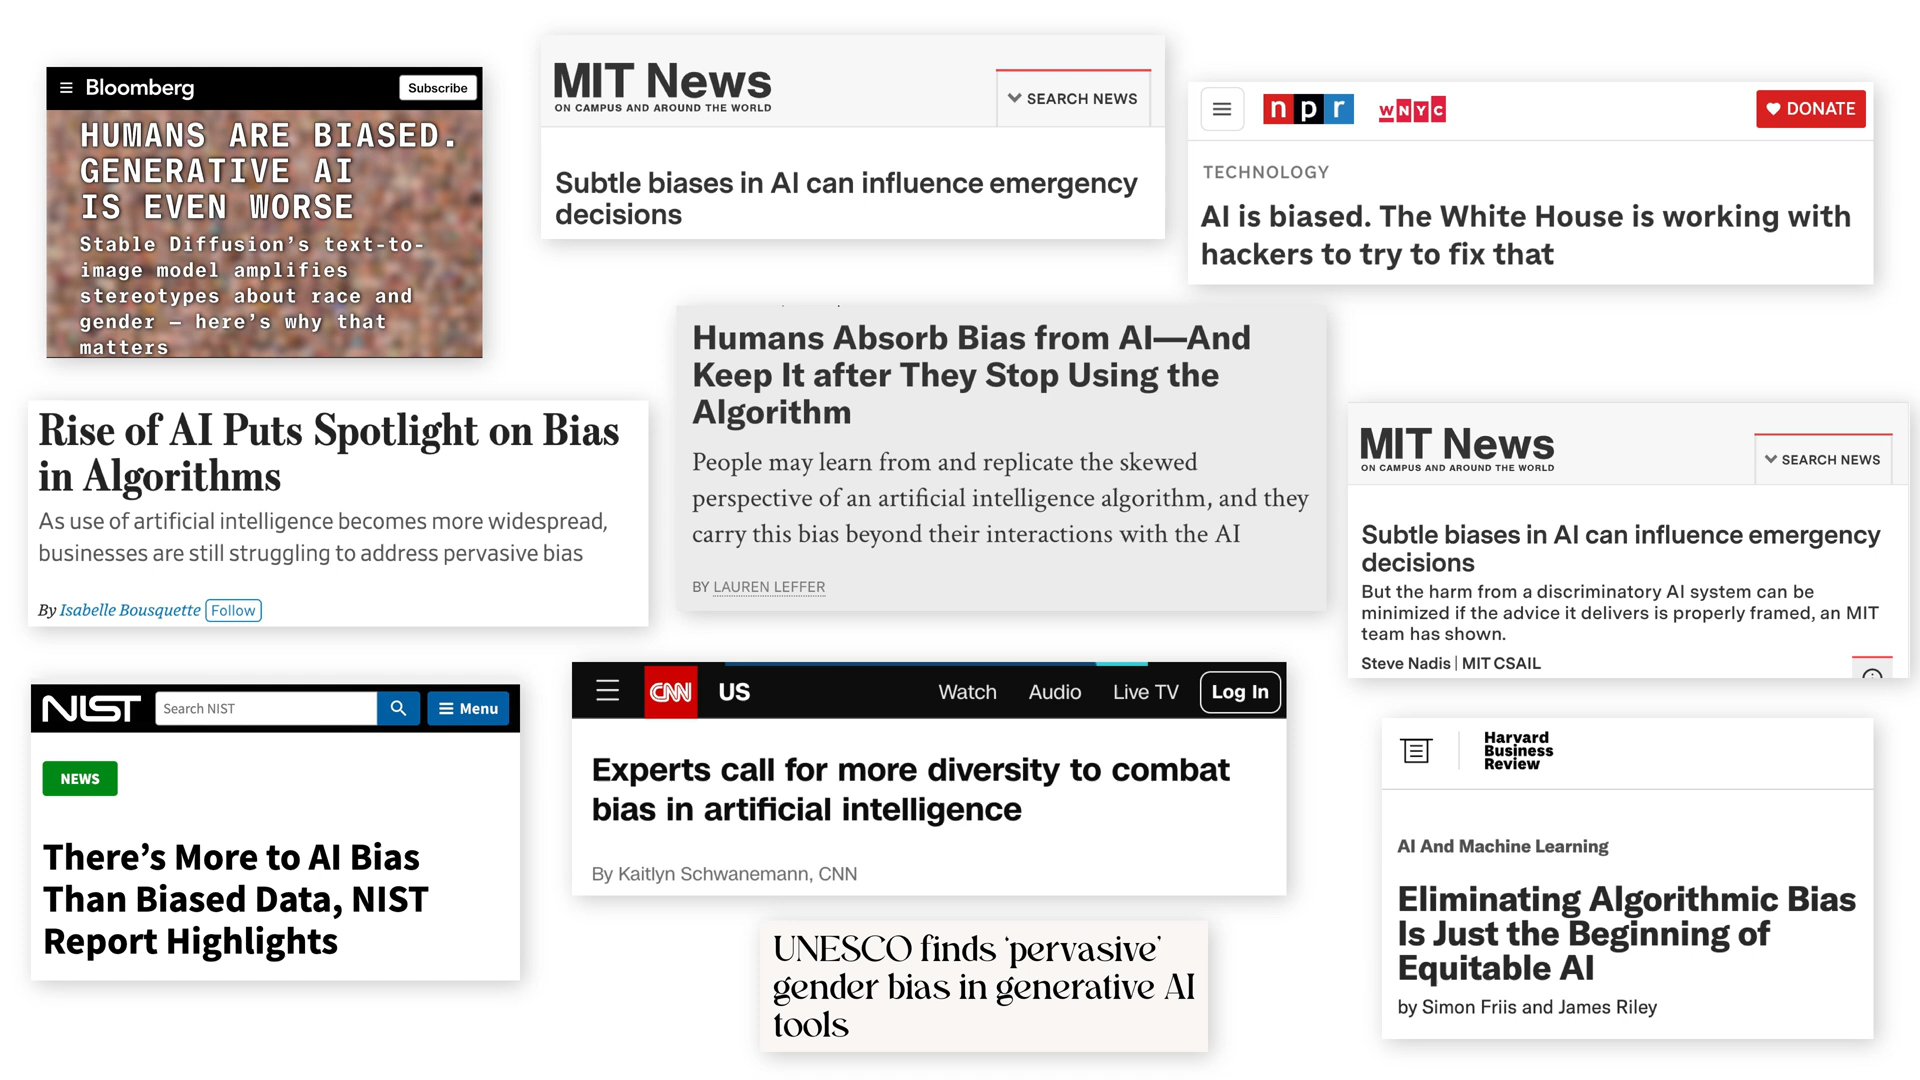 Bloomberg
Subscribe
HUMANS ARE BIASED.
GENERATIVE AI
IS EVEN WORSE
Stable Diffusion’s text-to-
image model amplifies
stereotypes about race and
gender — here’s why that
matters
MIT News
ON CAMPUS AND AROUND THE WORLD
SEARCH NEWS
Subtle biases in AI can influence emergency
decisions
npr
WNYC
DONATE
TECHNOLOGY
AI is biased. The White House is working with
hackers to try to fix that
Rise of AI Puts Spotlight on Bias
in Algorithms
As use of artificial intelligence becomes more widespread,
businesses are still struggling to address pervasive bias
By Isabelle Bousquette Follow
Humans Absorb Bias from AI—And
Keep It after They Stop Using the
Algorithm
People may learn from and replicate the skewed
perspective of an artificial intelligence algorithm, and they
carry this bias beyond their interactions with the AI
BY LAUREN LEFFER
MIT News
ON CAMPUS AND AROUND THE WORLD
SEARCH NEWS
Subtle biases in AI can influence emergency
decisions
But the harm from a discriminatory AI system can be
minimized if the advice it delivers is properly framed, an MIT
team has shown.
Steve Nadis | MIT CSAIL
NIST
Search NIST
Menu
NEWS
There’s More to AI Bias
Than Biased Data, NIST
Report Highlights
CNN US
Watch
Audio
Live TV
Log In
Experts call for more diversity to combat
bias in artificial intelligence
By Kaitlyn Schwanemann, CNN
UNESCO finds ‘pervasive’
gender bias in generative AI
tools
Harvard
Business
Review
AI And Machine Learning
Eliminating Algorithmic Bias
Is Just the Beginning of
Equitable AI
by Simon Friis and James Riley